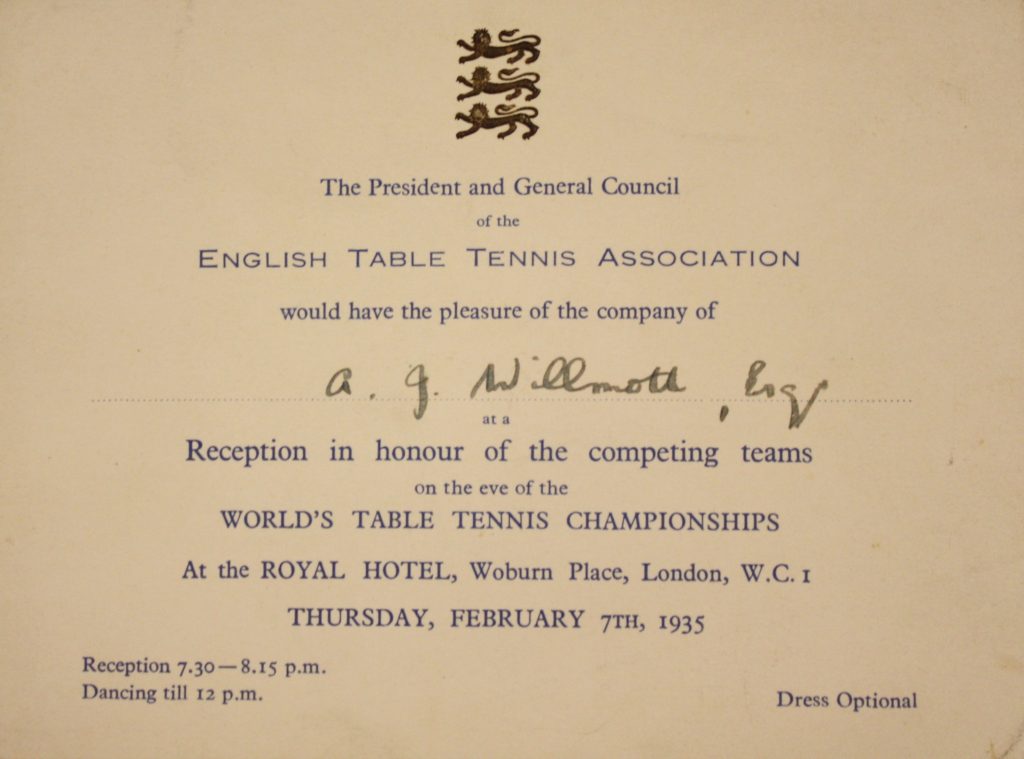 The President and General Council
of the
ENGLISH TABLE TENNIS ASSOCIATION
would have the pleasure of the company of
A. J. Willmott, Esq
at a
Reception in honour of the competing teams
on the eve of the
WORLD'S TABLE TENNIS CHAMPIONSHIPS
At the ROYAL HOTEL, Woburn Place, London, W.C. 1
THURSDAY, FEBRUARY 7TH, 1935
Reception 7.30—8.15 p.m.
Dancing till 12 p.m.
Dress Optional